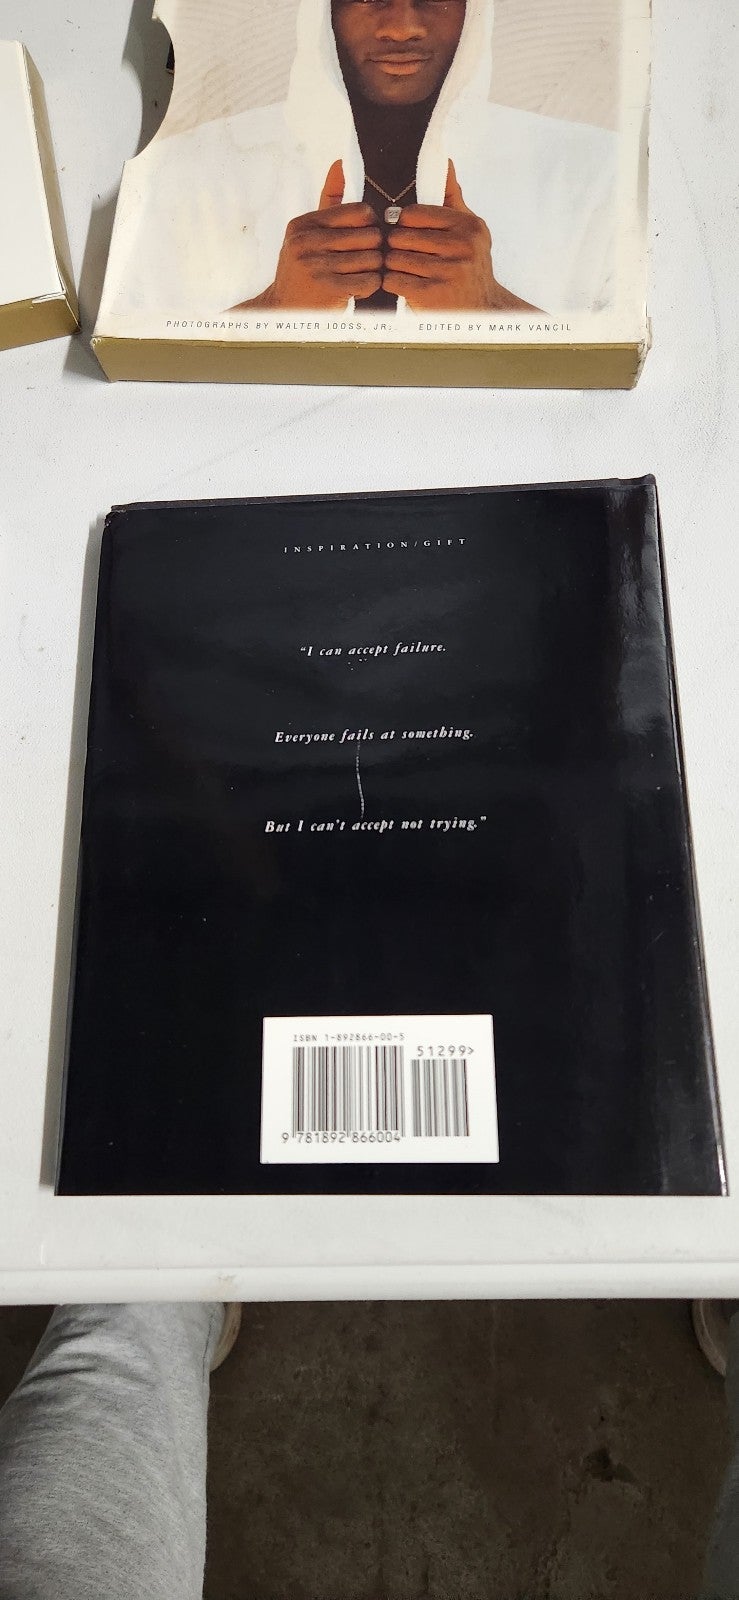 PHOTOGRAPHS BY WALTER IOOSS, JR. EDITED BY MARK VANCIL
INSPIRATION/GIFT
“I can accept failure.
Everyone fails at something.
But I can't accept not trying.”
ISBN 1-892866-00-5
51299>
9 781892 866004